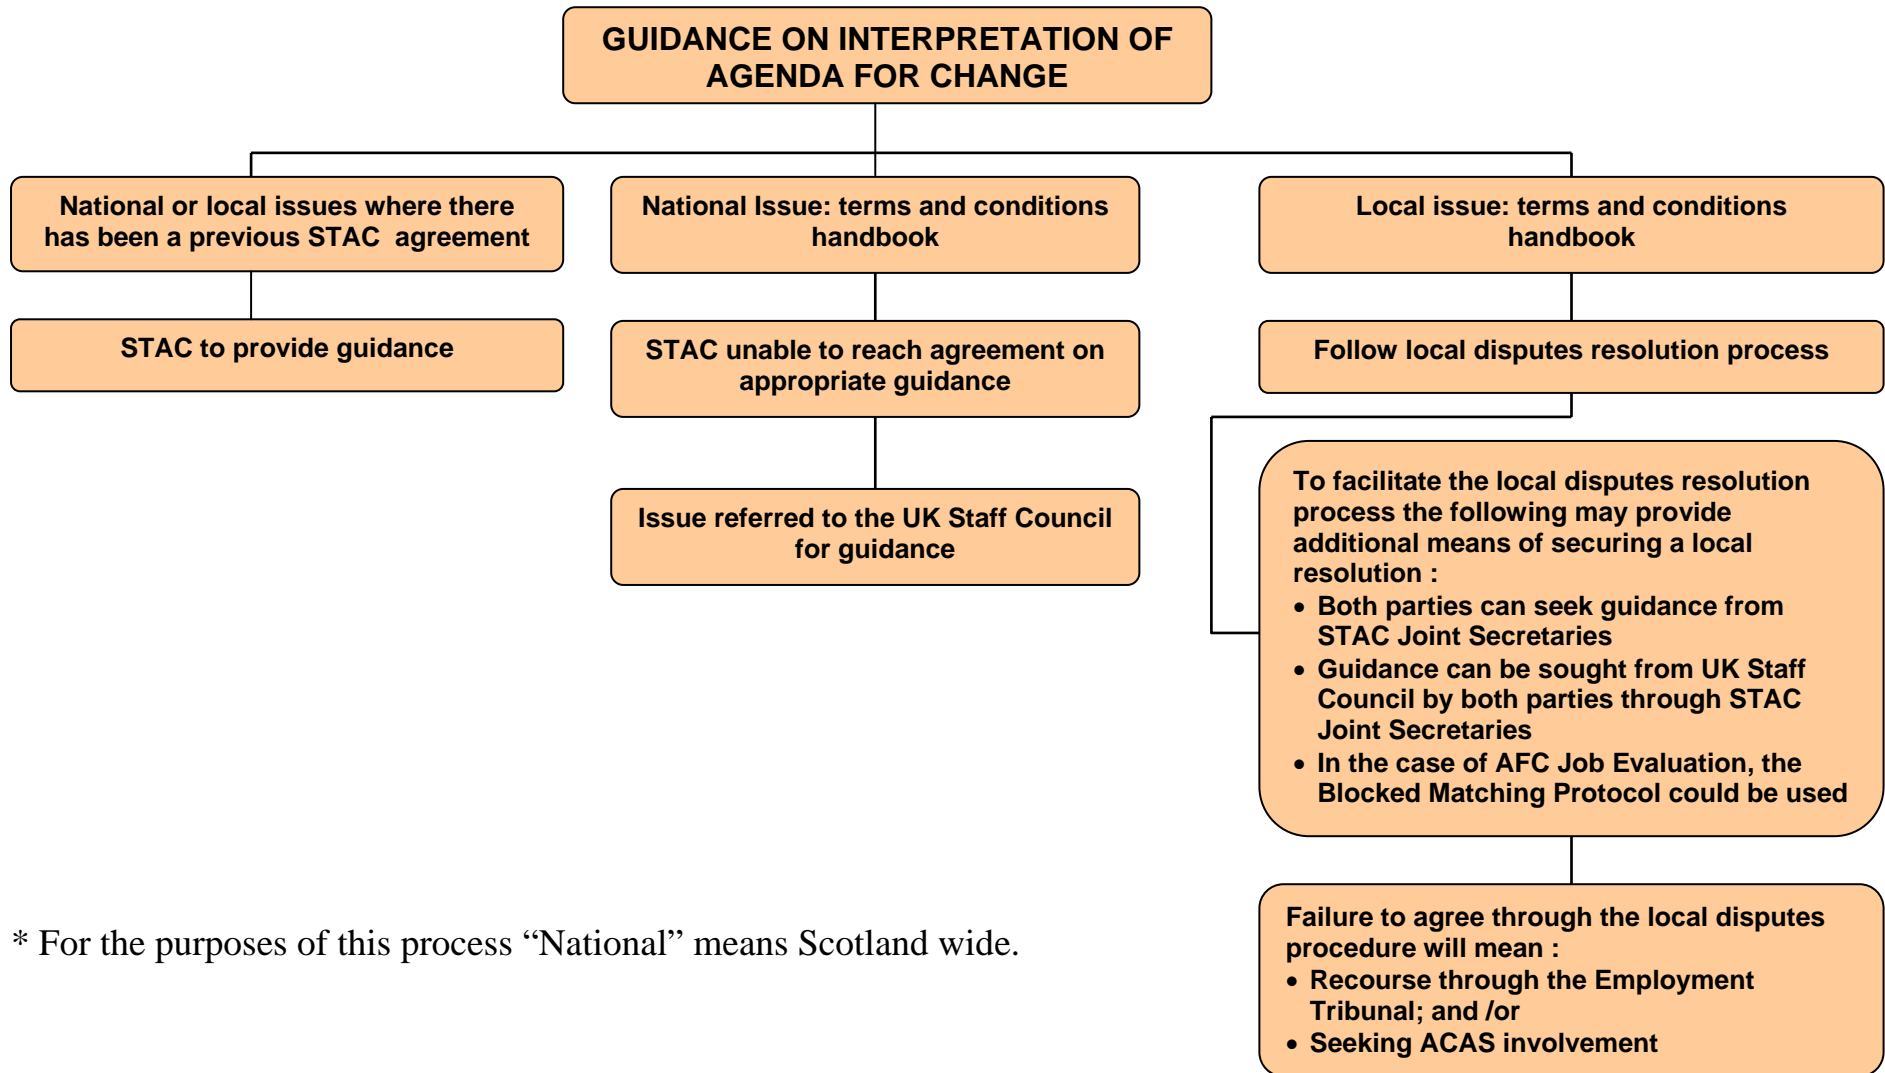 GUIDANCE ON INTERPRETATION OF
AGENDA FOR CHANGE
National or local issues where there
has been a previous STAC agreement
National Issue: terms and conditions
handbook
Local issue: terms and conditions
handbook
STAC to provide guidance
STAC unable to reach agreement on
appropriate guidance
Follow local disputes resolution process
Issue referred to the UK Staff Council
for guidance
To facilitate the local disputes resolution
process the following may provide
additional means of securing a local
resolution :
• Both parties can seek guidance from
STAC Joint Secretaries
• Guidance can be sought from UK Staff
Council by both parties through STAC
Joint Secretaries
• In the case of AFC Job Evaluation, the
Blocked Matching Protocol could be used
Failure to agree through the local disputes
procedure will mean :
• Recourse through the Employment
Tribunal; and /or
• Seeking ACAS involvement
* For the purposes of this process “National” means Scotland wide.